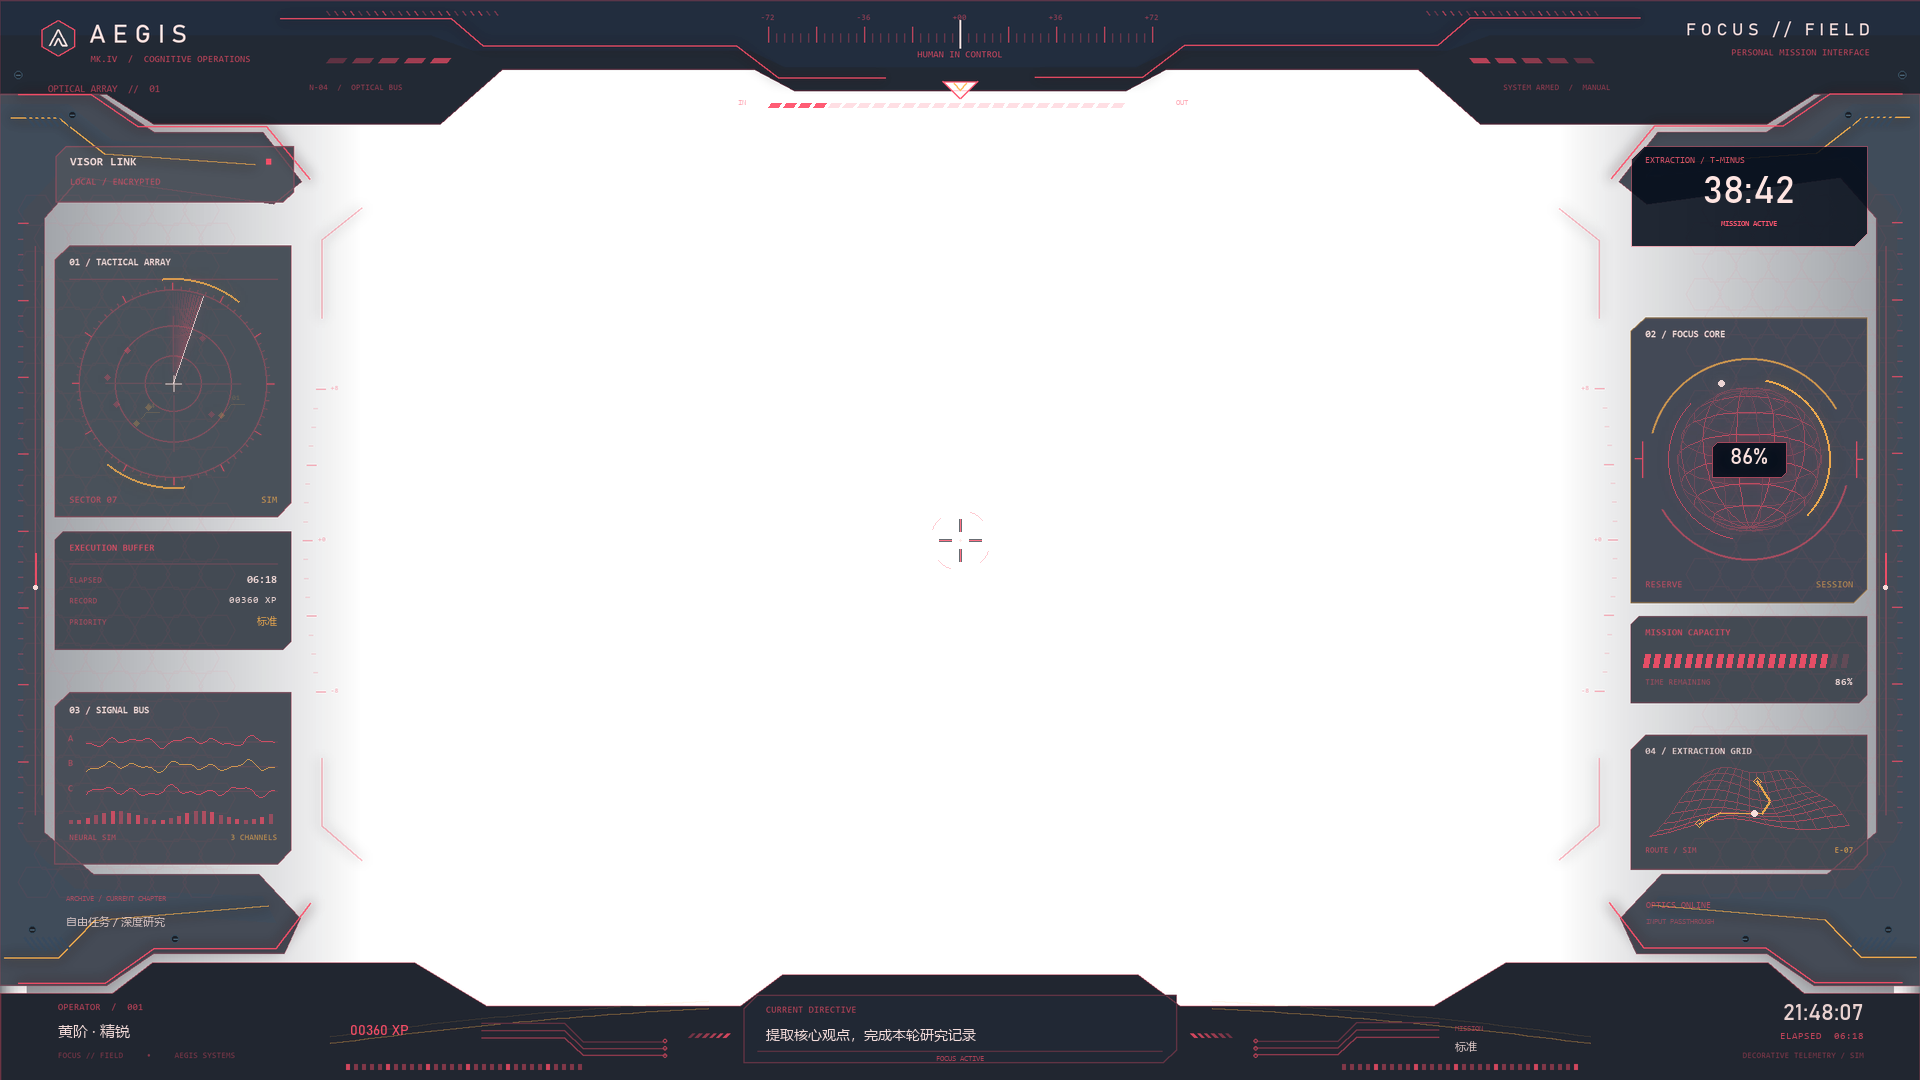 AEGIS
MK.IV / COGNITIVE OPERATIONS
OPTICAL ARRAY // 01
N-04 / OPTICAL BUS
-72 -36 +00 +36 +72
HUMAN IN CONTROL
IN OUT
FOCUS // FIELD
PERSONAL MISSION INTERFACE
SYSTEM ARMED / MANUAL
VISOR LINK
LOCAL / ENCRYPTED
01 / TACTICAL ARRAY
SECTOR 07 SIM
EXECUTION BUFFER
ELAPSED 06:18
RECORD 00360 XP
PRIORITY 标准
03 / SIGNAL BUS
A
B
C
NEURAL SIM 3 CHANNELS
ARCHIVE / CURRENT CHAPTER
自由任务 / 深度研究
EXTRACTION / T-MINUS
38:42
MISSION ACTIVE
02 / FOCUS CORE
86%
RESERVE SESSION
MISSION CAPACITY
TIME REMAINING 86%
04 / EXTRACTION GRID
ROUTE / SIM E-07
OPTICS ONLINE
INPUT PASSTHROUGH
OPERATOR / 001
黄阶 · 精锐
FOCUS // FIELD • AEGIS SYSTEMS
00360 XP
CURRENT DIRECTIVE
提取核心观点，完成本轮研究记录
FOCUS ACTIVE
MISSION
标准
21:48:07
ELAPSED 06:18
DECORATIVE TELEMETRY / SIM